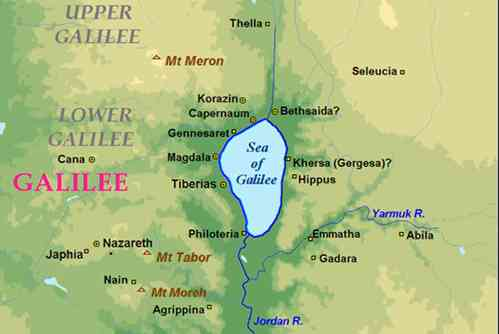 UPPER
GALILEE
Thella
Mt Meron
Seleucia
Korazin
Capernaum
Bethsaida?
LOWER
GALILEE
Gennesaret
Cana
Magdala
Sea
of
Galilee
Khersa (Gergesa)?
GALILEE
Tiberias
Hippus
Yarmuk R.
Philoteria
Emmatha
Abila
Nazareth
Japhia
Mt Tabor
Gadara
Nain
Mt Moreh
Agrippina
Jordan R.